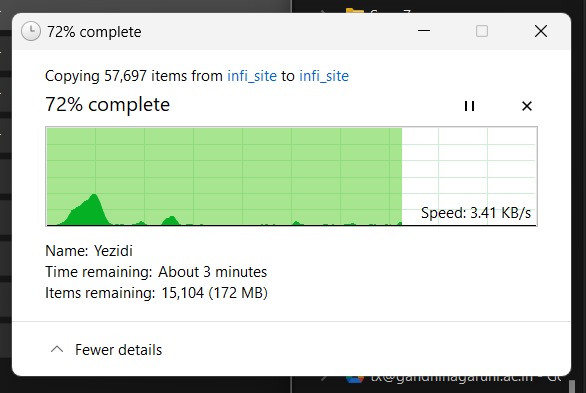 72% complete
Copying 57,697 items from infi_site to infi_site
72% complete
Speed: 3.41 KB/s
Name: Yezidi
Time remaining: About 3 minutes
Items remaining: 15,104 (172 MB)
Fewer details